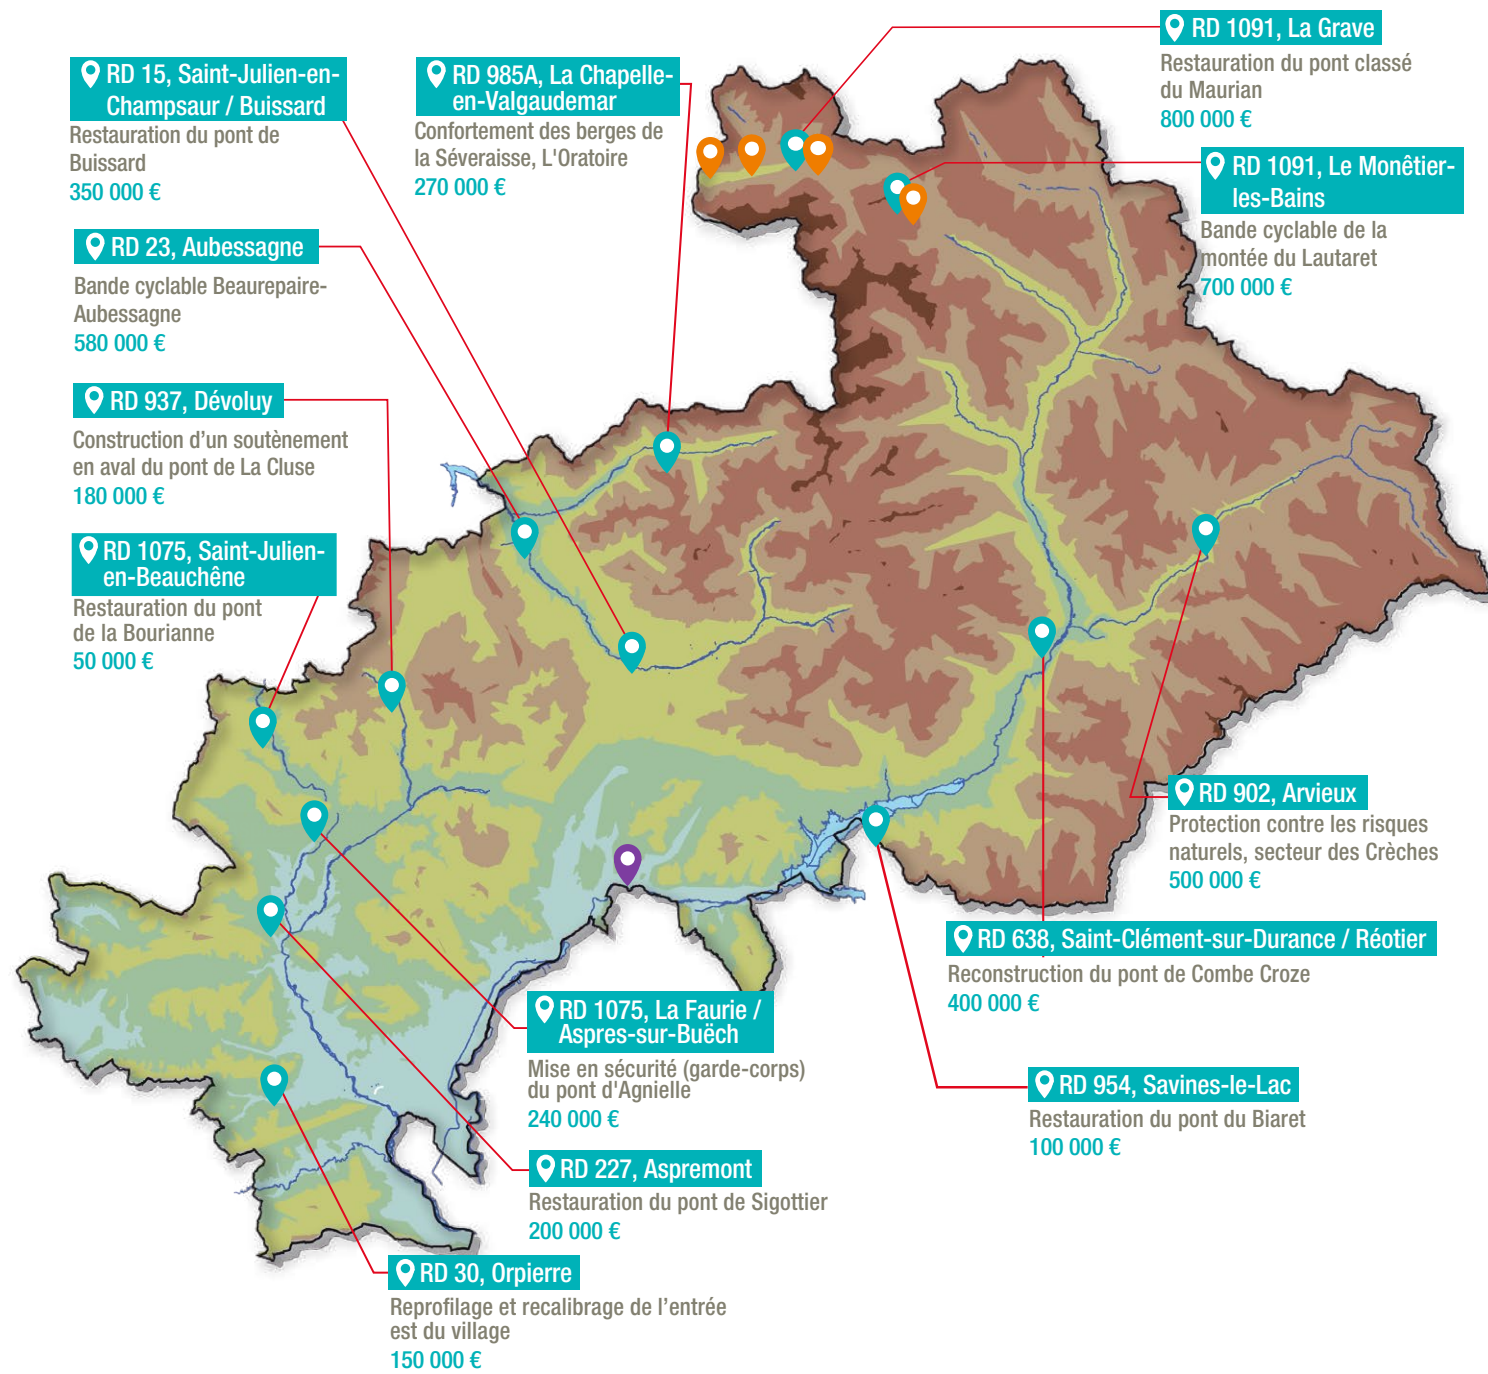 RD 15, Saint-Julien-en-
Champsaur / Buissard
Restauration du pont de
Buissard
350 000 €
RD 985A, La Chapelle-
en-Valgaudemar
Confortement des berges de
la Séveraisse, L'Oratoire
270 000 €
RD 1091, La Grave
Restauration du pont classé
du Maurian
800 000 €
RD 1091, Le Monêtier-
les-Bains
Bande cyclable de la
montée du Lautaret
700 000 €
RD 23, Aubessagne
Bande cyclable Beaurepaire-
Aubessagne
580 000 €
RD 937, Dévoluy
Construction d'un soutènement
en aval du pont de La Cluse
180 000 €
RD 1075, Saint-Julien-
en-Beauchêne
Restauration du pont
de la Bourianne
50 000 €
RD 902, Arvieux
Protection contre les risques
naturels, secteur des Crèches
500 000 €
RD 638, Saint-Clément-sur-Durance / Réotier
Reconstruction du pont de Combe Croze
400 000 €
RD 1075, La Faurie /
Aspres-sur-Buëch
Mise en sécurité (garde-corps)
du pont d'Agnielle
240 000 €
RD 954, Savines-le-Lac
Restauration du pont du Biaret
100 000 €
RD 227, Aspremont
Restauration du pont de Sigottier
200 000 €
RD 30, Orpierre
Reprofilage et recalibrage de l'entrée
est du village
150 000 €